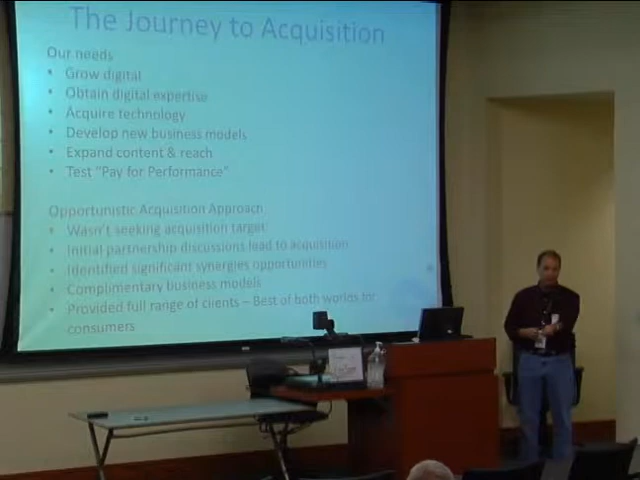 The Journey to Acquisition
Our needs
• Grow digital
• Obtain digital expertise
• Acquire technology
• Develop new business models
• Expand content & reach
• Test "Pay for Performance"
Opportunistic Acquisition Approach
• Wasn't seeking acquisition target
• Initial partnership discussions lead to acquisition
• Identified significant synergies opportunities
• Complimentary business models
• Provided full range of clients – Best of both worlds for
consumers